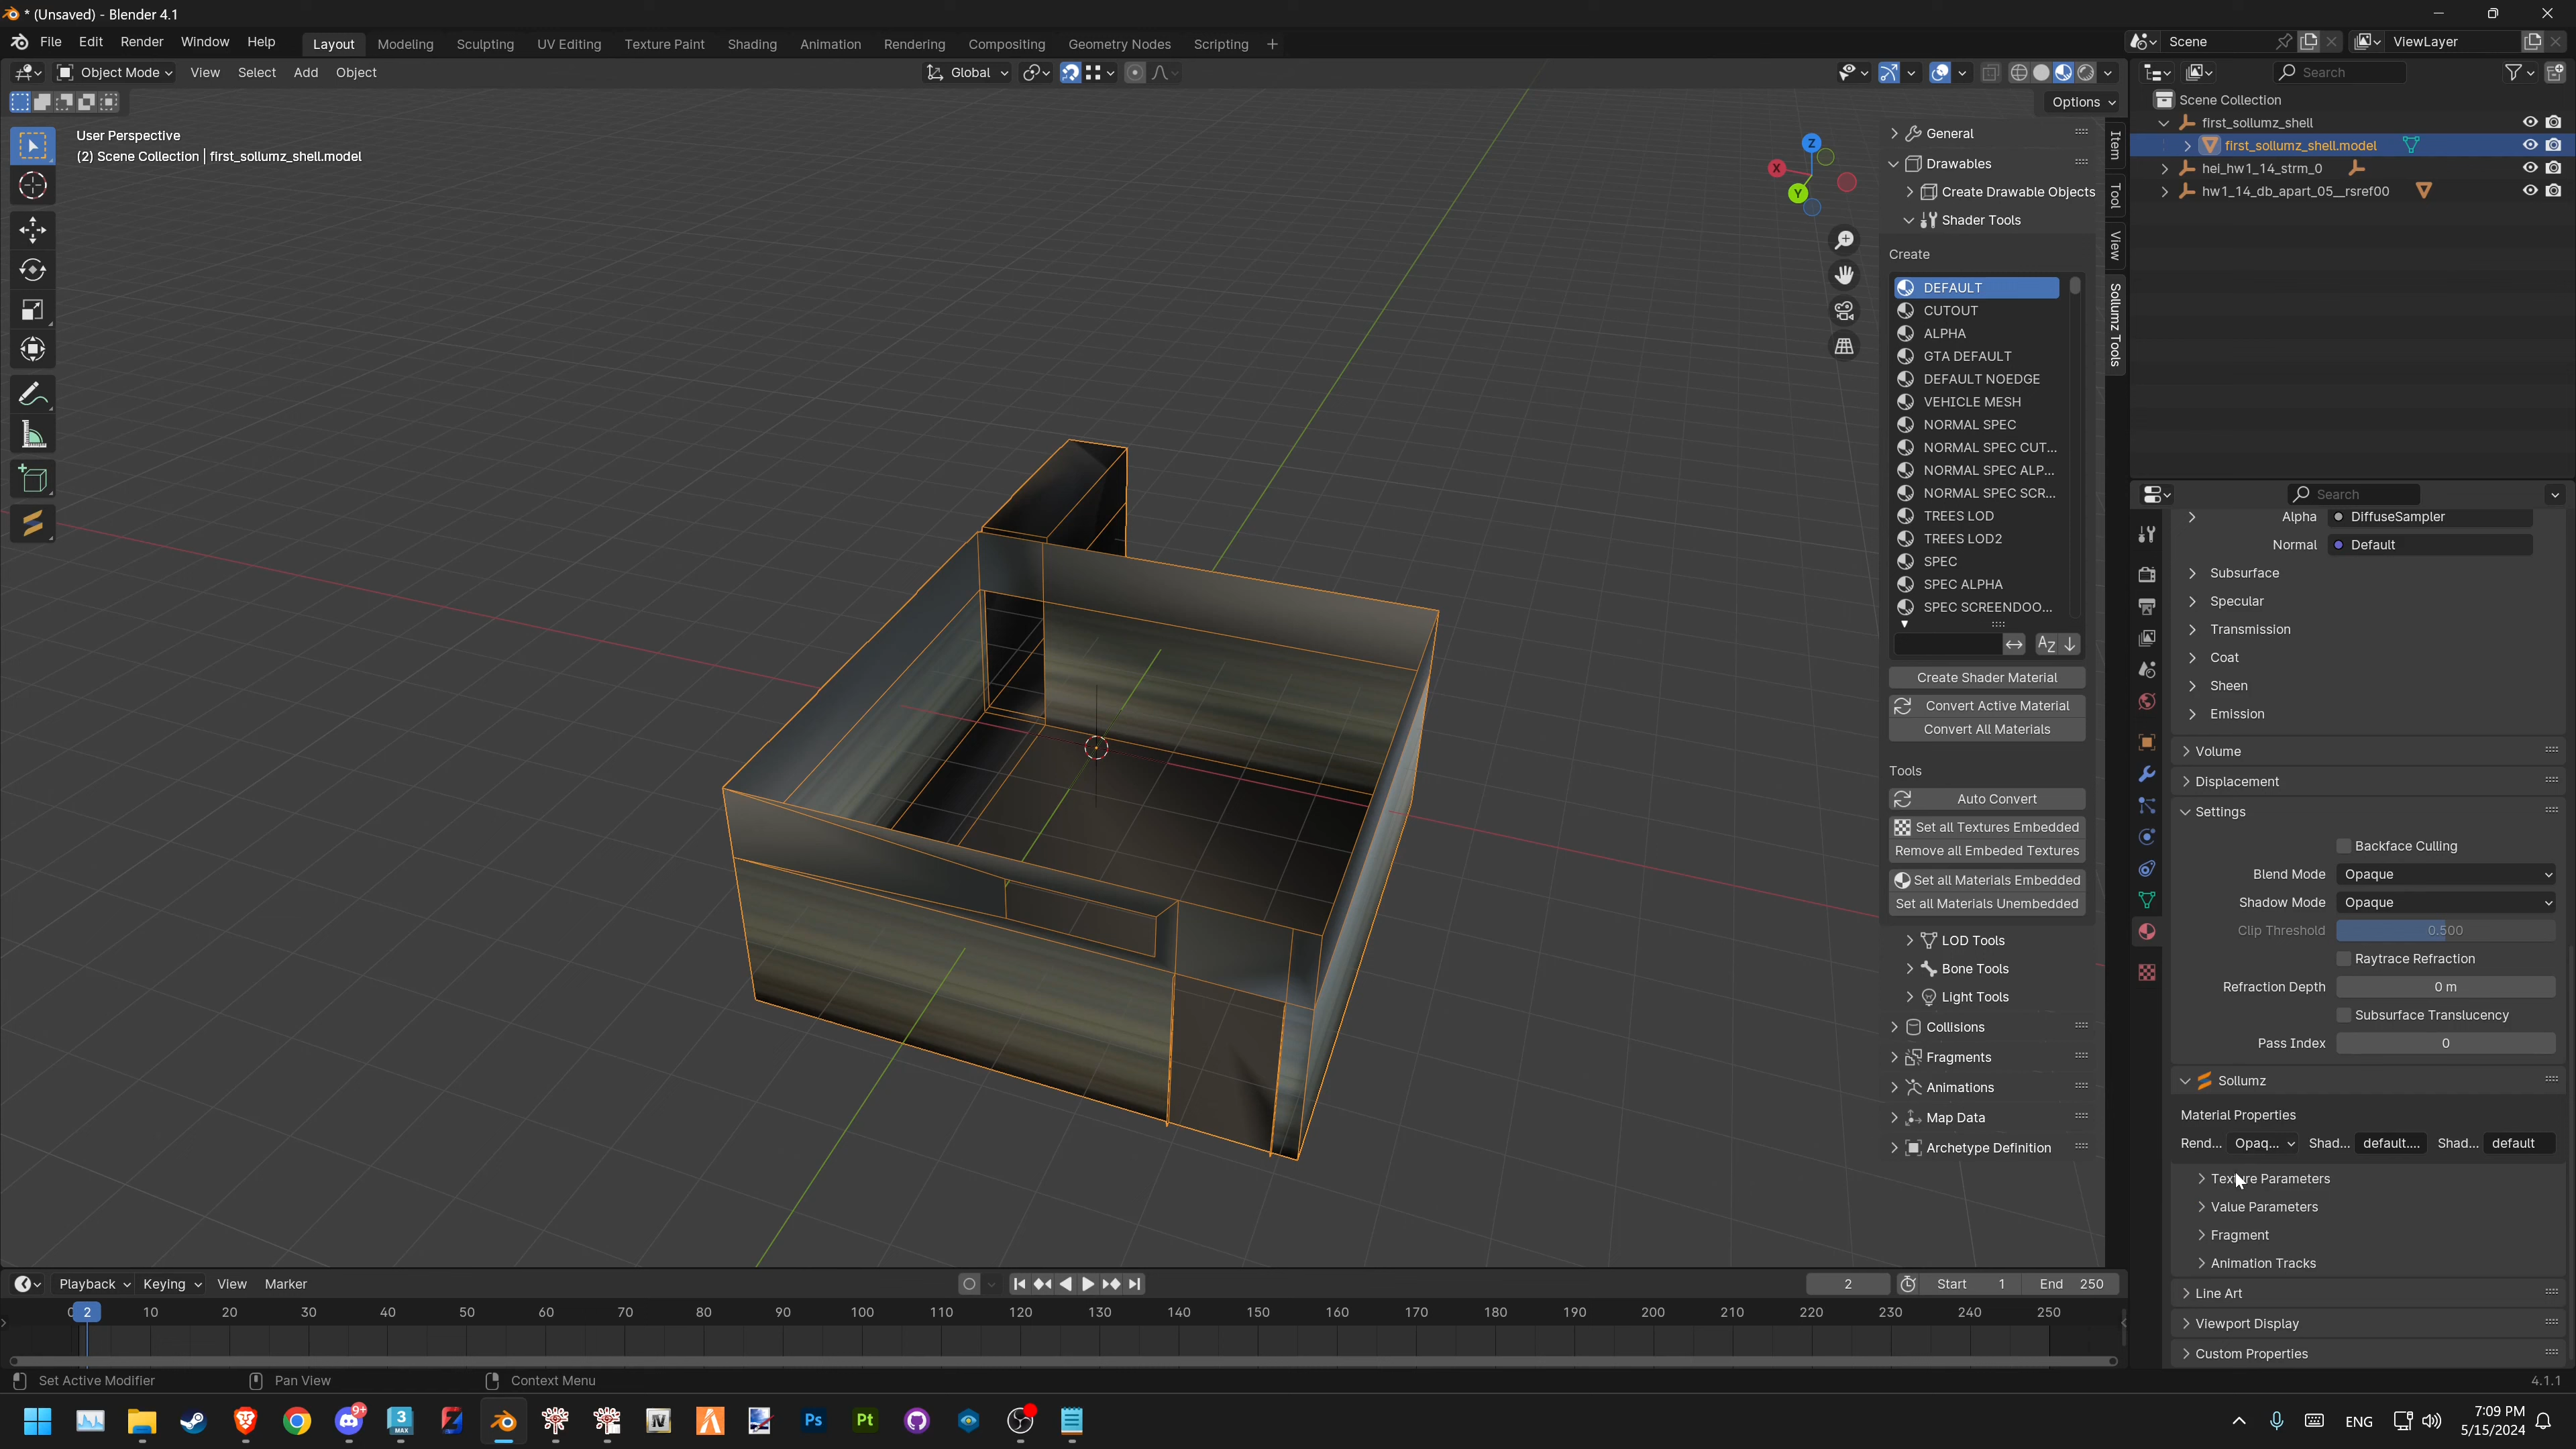 * (Unsaved) - Blender 4.1
File Edit Render Window Help
Layout Modeling Sculpting UV Editing Texture Paint Shading Animation Rendering Compositing Geometry Nodes Scripting +
Scene
ViewLayer
Object Mode View Select Add Object
Global
Search
Options
User Perspective
(2) Scene Collection | first_sollumz_shell.model
Z
X
Y
Item
Tool
View
Sollumz Tools
General
Drawables
Create Drawable Objects
Shader Tools
Create
DEFAULT
CUTOUT
ALPHA
GTA DEFAULT
DEFAULT NOEDGE
VEHICLE MESH
NORMAL SPEC
NORMAL SPEC CUT...
NORMAL SPEC ALP...
NORMAL SPEC SCR...
TREES LOD
TREES LOD2
SPEC
SPEC ALPHA
SPEC SCREENDOO...
Create Shader Material
Convert Active Material
Convert All Materials
Tools
Auto Convert
Set all Textures Embedded
Remove all Embeded Textures
Set all Materials Embedded
Set all Materials Unembedded
LOD Tools
Bone Tools
Light Tools
Collisions
Fragments
Animations
Map Data
Archetype Definition
Scene Collection
first_sollumz_shell
first_sollumz_shell.model
hei_hw1_14_strm_0
hw1_14_db_apart_05__rsref00
Search
Alpha DiffuseSampler
Normal Default
Subsurface
Specular
Transmission
Coat
Sheen
Emission
Volume
Displacement
Settings
Backface Culling
Blend Mode Opaque
Shadow Mode Opaque
Clip Threshold 0.500
Raytrace Refraction
Refraction Depth 0 m
Subsurface Translucency
Pass Index 0
Sollumz
Material Properties
Rend... Opaq... Shad... default.... Shad... default
Texture Parameters
Value Parameters
Fragment
Animation Tracks
Line Art
Viewport Display
Custom Properties
Playback Keying View Marker
2 Start 1 End 250
0 2 10 20 30 40 50 60 70 80 90 100 110 120 130 140 150 160 170 180 190 200 210 220 230 240 250
Set Active Modifier Pan View Context Menu 4.1.1
9+
3
MAX
Ps
Pt
ENG
7:09 PM
5/15/2024